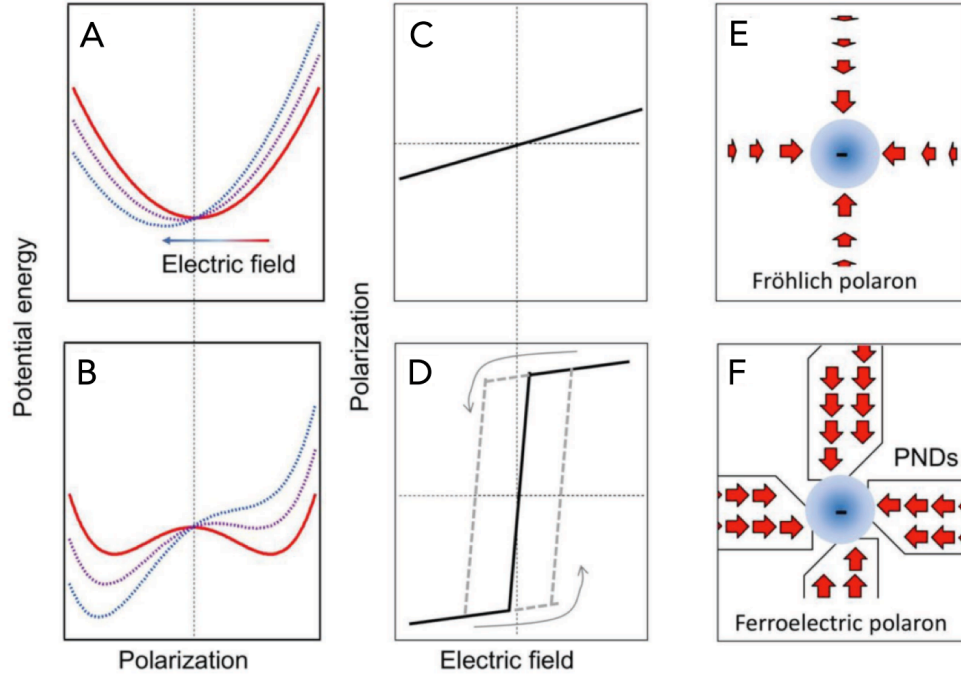 A
C
E
Electric field
Fröhlich polaron
Potential energy
Polarization
B
D
F
PNDs
-
-
Ferroelectric polaron
Polarization
Electric field